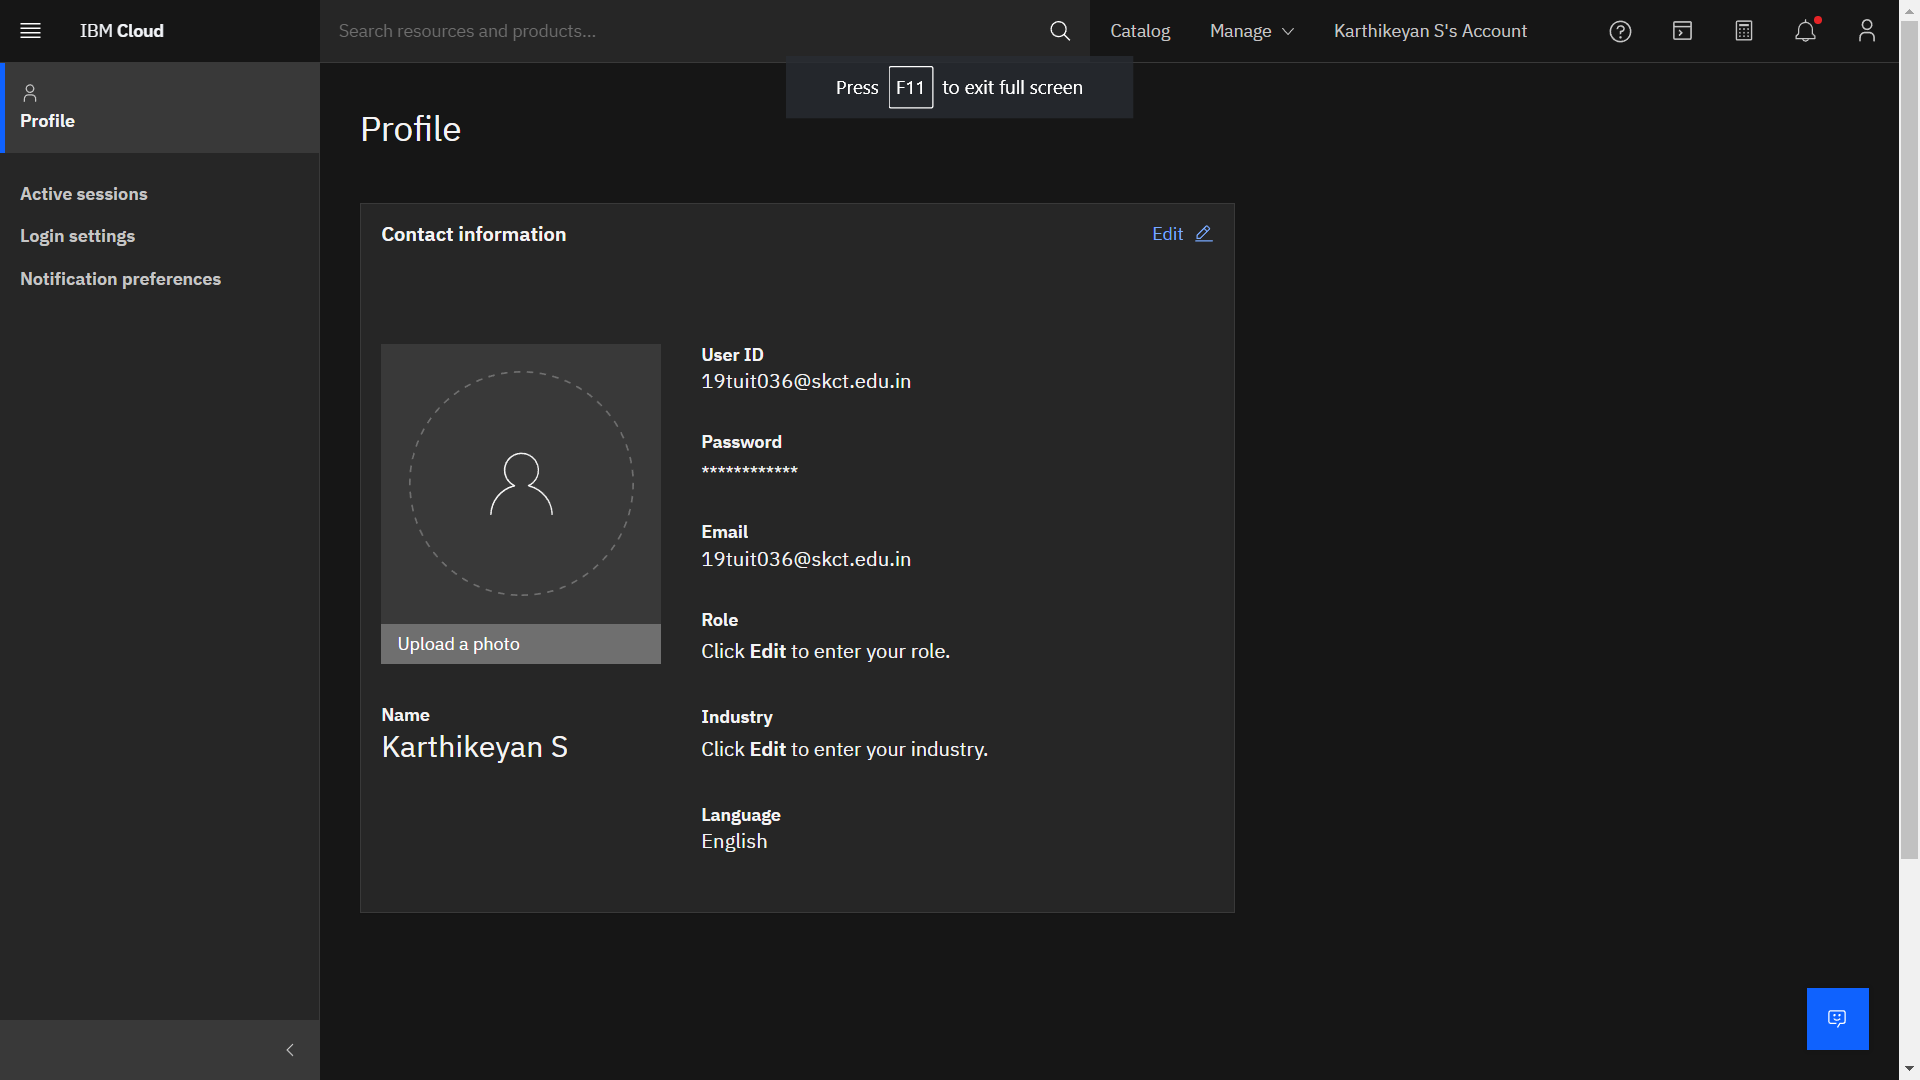 IBM Cloud
Search resources and products...
Catalog
Manage
Karthikeyan S's Account
Press F11 to exit full screen
Profile
Active sessions
Login settings
Notification preferences
Profile
Contact information
Edit
Upload a photo
Name
Karthikeyan S
User ID
19tuit036@skct.edu.in
Password
************
Email
19tuit036@skct.edu.in
Role
Click Edit to enter your role.
Industry
Click Edit to enter your industry.
Language
English